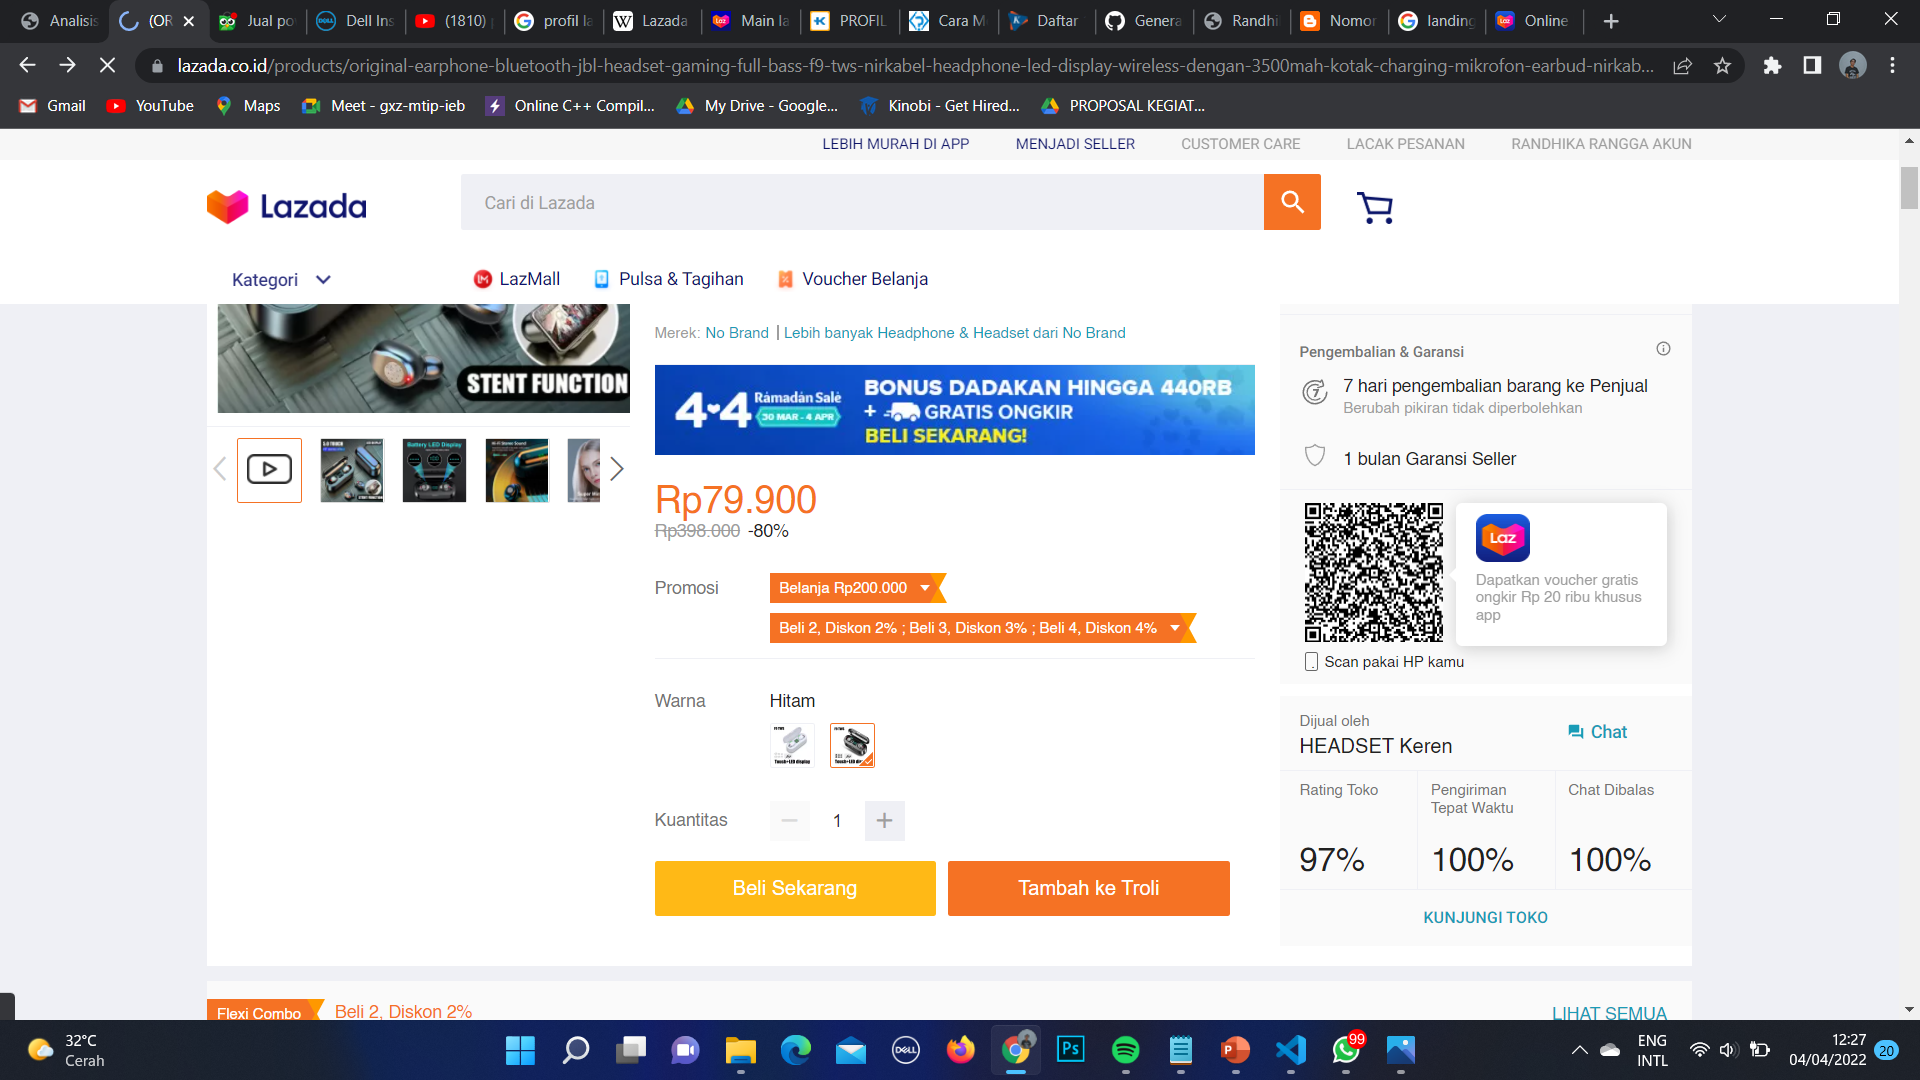 Analisis
(OR
Jual po
Dell Ins
(1810)
profil la
Lazada
Main la
PROFIL
Cara M
Daftar
Genera
Randhi
Nomor
landing
Online
lazada.co.id/products/original-earphone-bluetooth-jbl-headset-gaming-full-bass-f9-tws-nirkabel-headphone-led-display-wireless-dengan-3500mah-kotak-charging-mikrofon-earbud-nirkab...
Gmail
YouTube
Maps
Meet - gxz-mtip-ieb
Online C++ Compil...
My Drive - Google...
Kinobi - Get Hired...
PROPOSAL KEGIAT...
LEBIH MURAH DI APP
MENJADI SELLER
CUSTOMER CARE
LACAK PESANAN
RANDHIKA RANGGA AKUN
Lazada
Cari di Lazada
Kategori
LazMall
Pulsa & Tagihan
Voucher Belanja
STENT FUNCTION
Battery LED Display
Merek: No Brand | Lebih banyak Headphone & Headset dari No Brand
4.4
Ramadan Sale
30 MAR - 4 APR
BONUS DADAKAN HINGGA 440RB
+ GRATIS ONGKIR
BELI SEKARANG!
Rp79.900
Rp398.000 -80%
Promosi
Belanja Rp200.000
Beli 2, Diskon 2% ; Beli 3, Diskon 3% ; Beli 4, Diskon 4%
Warna
Hitam
Touch+LED display
Kuantitas
1
Beli Sekarang
Tambah ke Troli
Pengembalian & Garansi
7
7 hari pengembalian barang ke Penjual
Berubah pikiran tidak diperbolehkan
1 bulan Garansi Seller
Laz
Dapatkan voucher gratis
ongkir Rp 20 ribu khusus
app
Scan pakai HP kamu
Dijual oleh
HEADSET Keren
Chat
Rating Toko
Pengiriman
Tepat Waktu
Chat Dibalas
97%
100%
100%
KUNJUNGI TOKO
Flexi Combo
Beli 2, Diskon 2%
LIHAT SEMUA
32°C
Cerah
DELL
Ps
99
ENG
INTL
12:27
04/04/2022
20